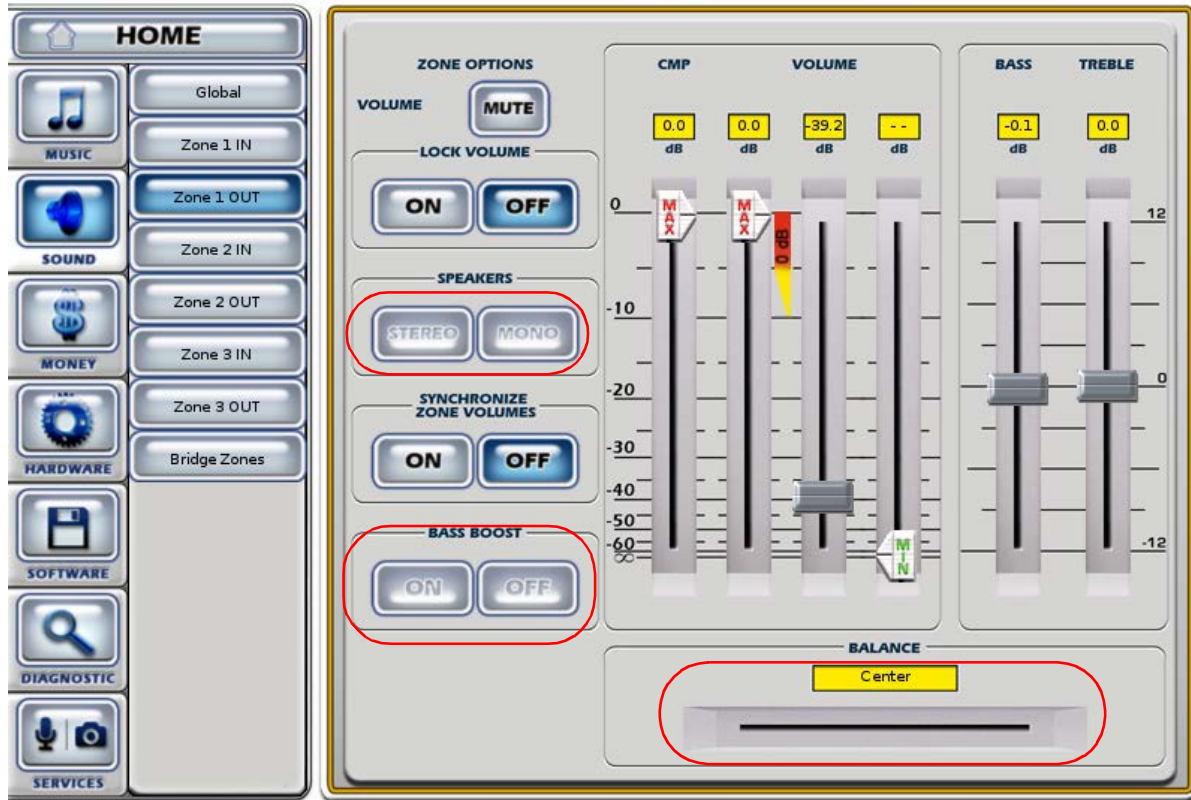 HOME
MUSIC
SOUND
MONEY
HARDWARE
SOFTWARE
DIAGNOSTIC
SERVICES
Global
Zone 1 IN
Zone 1 OUT
Zone 2 IN
Zone 2 OUT
Zone 3 IN
Zone 3 OUT
Bridge Zones
ZONE OPTIONS
VOLUME
MUTE
LOCK VOLUME
ON OFF
SPEAKERS
STEREO MONO
SYNCHRONIZE
ZONE VOLUMES
ON OFF
BASS BOOST
ON OFF
CMP VOLUME
0.0 0.0 -39.2 - -
dB dB dB dB
0
-10
-20
-30
-40
-50
-60
∞
MAX
MAX
0 dB
MIN
BASS TREBLE
-0.1 0.0
dB dB
12
0
-12
BALANCE
Center